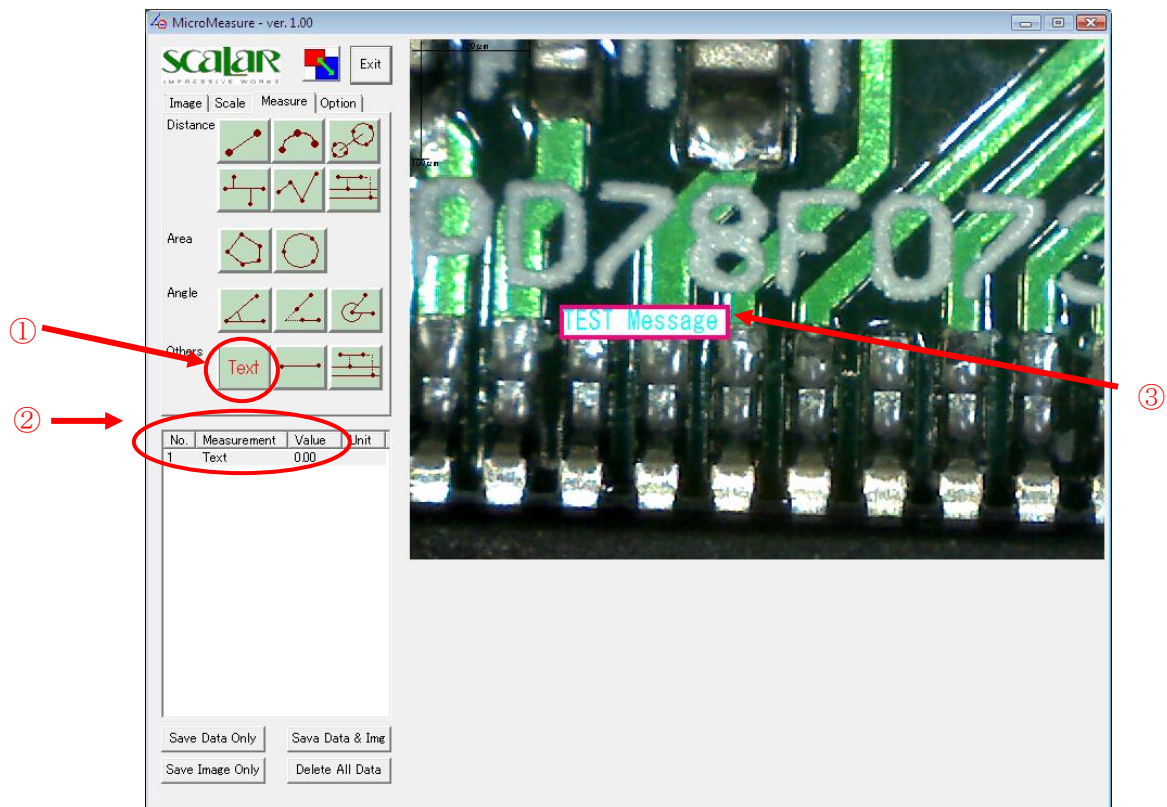 MicroMeasure - ver. 1.00
scalar
IMPRESSIVE WORKS
Exit
Image Scale Measure Option
Distance
Area
Angle
Others
Text
No. Measurement Value Unit
1 Text 0.00
Save Data Only Sava Data & Img
Save Image Only Delete All Data
100μm
PD78F073
TEST Message
①
②
③